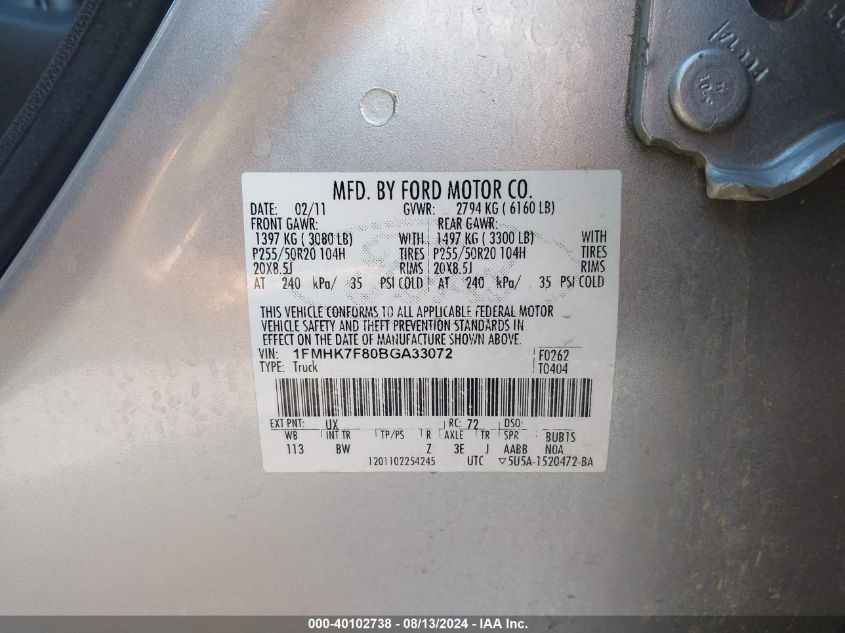 MFD. BY FORD MOTOR CO.
DATE: 02/11 GVWR: 2794 KG ( 6160 LB)
FRONT GAWR: REAR GAWR:
1397 KG ( 3080 LB) WITH 1497 KG ( 3300 LB) WITH
P255/50R20 104H TIRES P255/50R20 104H TIRES
20X8.5J RIMS 20X8.5J RIMS
AT 240 kPa/ 35 PSI COLD AT 240 kPa/ 35 PSI COLD
THIS VEHICLE CONFORMS TO ALL APPLICABLE FEDERAL MOTOR
VEHICLE SAFETY AND THEFT PREVENTION STANDARDS IN
EFFECT ON THE DATE OF MANUFACTURE SHOWN ABOVE.
VIN: 1FMHK7F80BGA33072 F0262
TYPE: Truck T0404
EXT PNT: UX RC: 72 DSO:
WB INT TR TP/PS R AXLE TR SPR BUBTS
113 BW Z 3E J AABB NOA
1201102254245 UTC ▽5U5A-1520472-BA
000-40102738 - 08/13/2024 - IAA Inc.